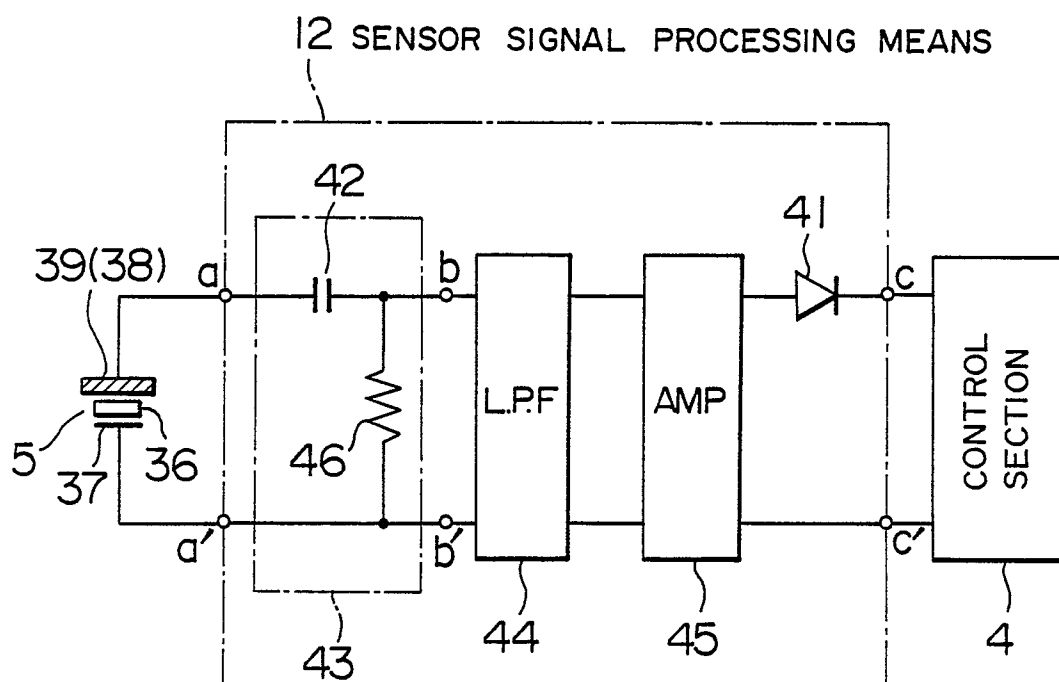 12 SENSOR SIGNAL PROCESSING MEANS
42
41
39(38)
a
b
c
L.P.F
AMP
CONTROL
SECTION
5
37
36
46
a'
b'
c'
43
44
45
4